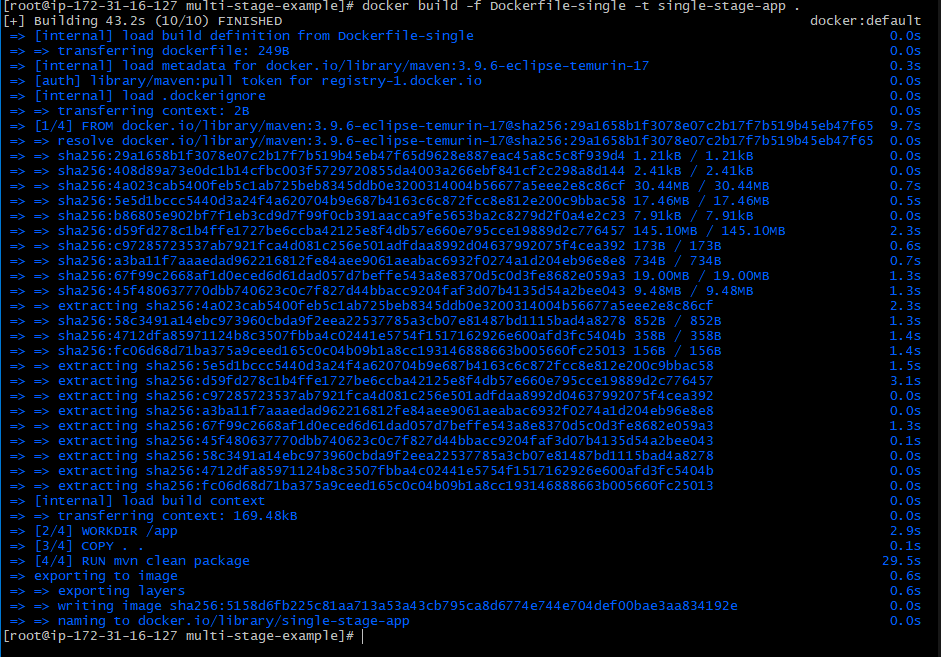 [root@ip-172-31-16-127 multi-stage-example]# docker build -f Dockerfile-single -t single-stage-app .
[+] Building 43.2s (10/10) FINISHED docker:default
=> [internal] load build definition from Dockerfile-single 0.0s
=> => transferring dockerfile: 249B 0.0s
=> [internal] load metadata for docker.io/library/maven:3.9.6-eclipse-temurin-17 0.3s
=> [auth] library/maven:pull token for registry-1.docker.io 0.0s
=> [internal] load .dockerignore 0.0s
=> => transferring context: 2B 0.0s
=> [1/4] FROM docker.io/library/maven:3.9.6-eclipse-temurin-17@sha256:29a1658b1f3078e07c2b17f7b519b45eb47f65 9.7s
=> => resolve docker.io/library/maven:3.9.6-eclipse-temurin-17@sha256:29a1658b1f3078e07c2b17f7b519b45eb47f65 0.0s
=> => sha256:29a1658b1f3078e07c2b17f7b519b45eb47f65d9628e887eac45a8c5c8f939d4 1.21kB / 1.21kB 0.0s
=> => sha256:408d89a73e0dc1b14cfbc003f5729720855da4003a266ebf841cf2c298a8d144 2.41kB / 2.41kB 0.0s
=> => sha256:4a023cab5400feb5c1ab725beb8345ddb0e3200314004b56677a5eee2e8c86cf 30.44MB / 30.44MB 0.7s
=> => sha256:5e5d1bccc5440d3a24f4a620704b9e687b4163c6c872fcc8e812e200c9bbac58 17.46MB / 17.46MB 0.5s
=> => sha256:b86805e902bf7f1eb3cd9d7f99f0cb391aacca9fe5653ba2c8279d2f0a4e2c23 7.91kB / 7.91kB 0.0s
=> => sha256:d59fd278c1b4ffe1727be6ccba42125e8f4db57e660e795cce19889d2c776457 145.10MB / 145.10MB 2.3s
=> => sha256:c97285723537ab7921fca4d081c256e501adfdaa8992d04637992075f4cea392 173B / 173B 0.6s
=> => sha256:a3ba11f7aaaedad962216812fe84aee9061aeabac6932f0274a1d204eb96e8e8 734B / 734B 0.7s
=> => sha256:67f99c2668af1d0eced6d61dad057d7beffe543a8e8370d5c0d3fe8682e059a3 19.00MB / 19.00MB 1.3s
=> => sha256:45f480637770dbb740623c0c7f827d44bbacc9204faf3d07b4135d54a2bee043 9.48MB / 9.48MB 1.3s
=> => extracting sha256:4a023cab5400feb5c1ab725beb8345ddb0e3200314004b56677a5eee2e8c86cf 2.3s
=> => sha256:58c3491a14ebc973960cbda9f2eea22537785a3cb07e81487bd1115bad4a8278 852B / 852B 1.3s
=> => sha256:4712dfa85971124b8c3507fbba4c02441e5754f1517162926e600afd3fc5404b 358B / 358B 1.4s
=> => sha256:fc06d68d71ba375a9ceed165c0c04b09b1a8cc193146888663b005660fc25013 156B / 156B 1.4s
=> => extracting sha256:5e5d1bccc5440d3a24f4a620704b9e687b4163c6c872fcc8e812e200c9bbac58 1.5s
=> => extracting sha256:d59fd278c1b4ffe1727be6ccba42125e8f4db57e660e795cce19889d2c776457 3.1s
=> => extracting sha256:c97285723537ab7921fca4d081c256e501adfdaa8992d04637992075f4cea392 0.0s
=> => extracting sha256:a3ba11f7aaaedad962216812fe84aee9061aeabac6932f0274a1d204eb96e8e8 0.0s
=> => extracting sha256:67f99c2668af1d0eced6d61dad057d7beffe543a8e8370d5c0d3fe8682e059a3 1.3s
=> => extracting sha256:45f480637770dbb740623c0c7f827d44bbacc9204faf3d07b4135d54a2bee043 0.1s
=> => extracting sha256:58c3491a14ebc973960cbda9f2eea22537785a3cb07e81487bd1115bad4a8278 0.0s
=> => extracting sha256:4712dfa85971124b8c3507fbba4c02441e5754f1517162926e600afd3fc5404b 0.0s
=> => extracting sha256:fc06d68d71ba375a9ceed165c0c04b09b1a8cc193146888663b005660fc25013 0.0s
=> [internal] load build context 0.0s
=> => transferring context: 169.48kB 0.0s
=> [2/4] WORKDIR /app 2.9s
=> [3/4] COPY . . 0.1s
=> [4/4] RUN mvn clean package 29.5s
=> exporting to image 0.6s
=> => exporting layers 0.6s
=> => writing image sha256:5158d6fb225c81aa713a53a43cb795ca8d6774e744e704def00bae3aa834192e 0.0s
=> => naming to docker.io/library/single-stage-app 0.0s
[root@ip-172-31-16-127 multi-stage-example]#